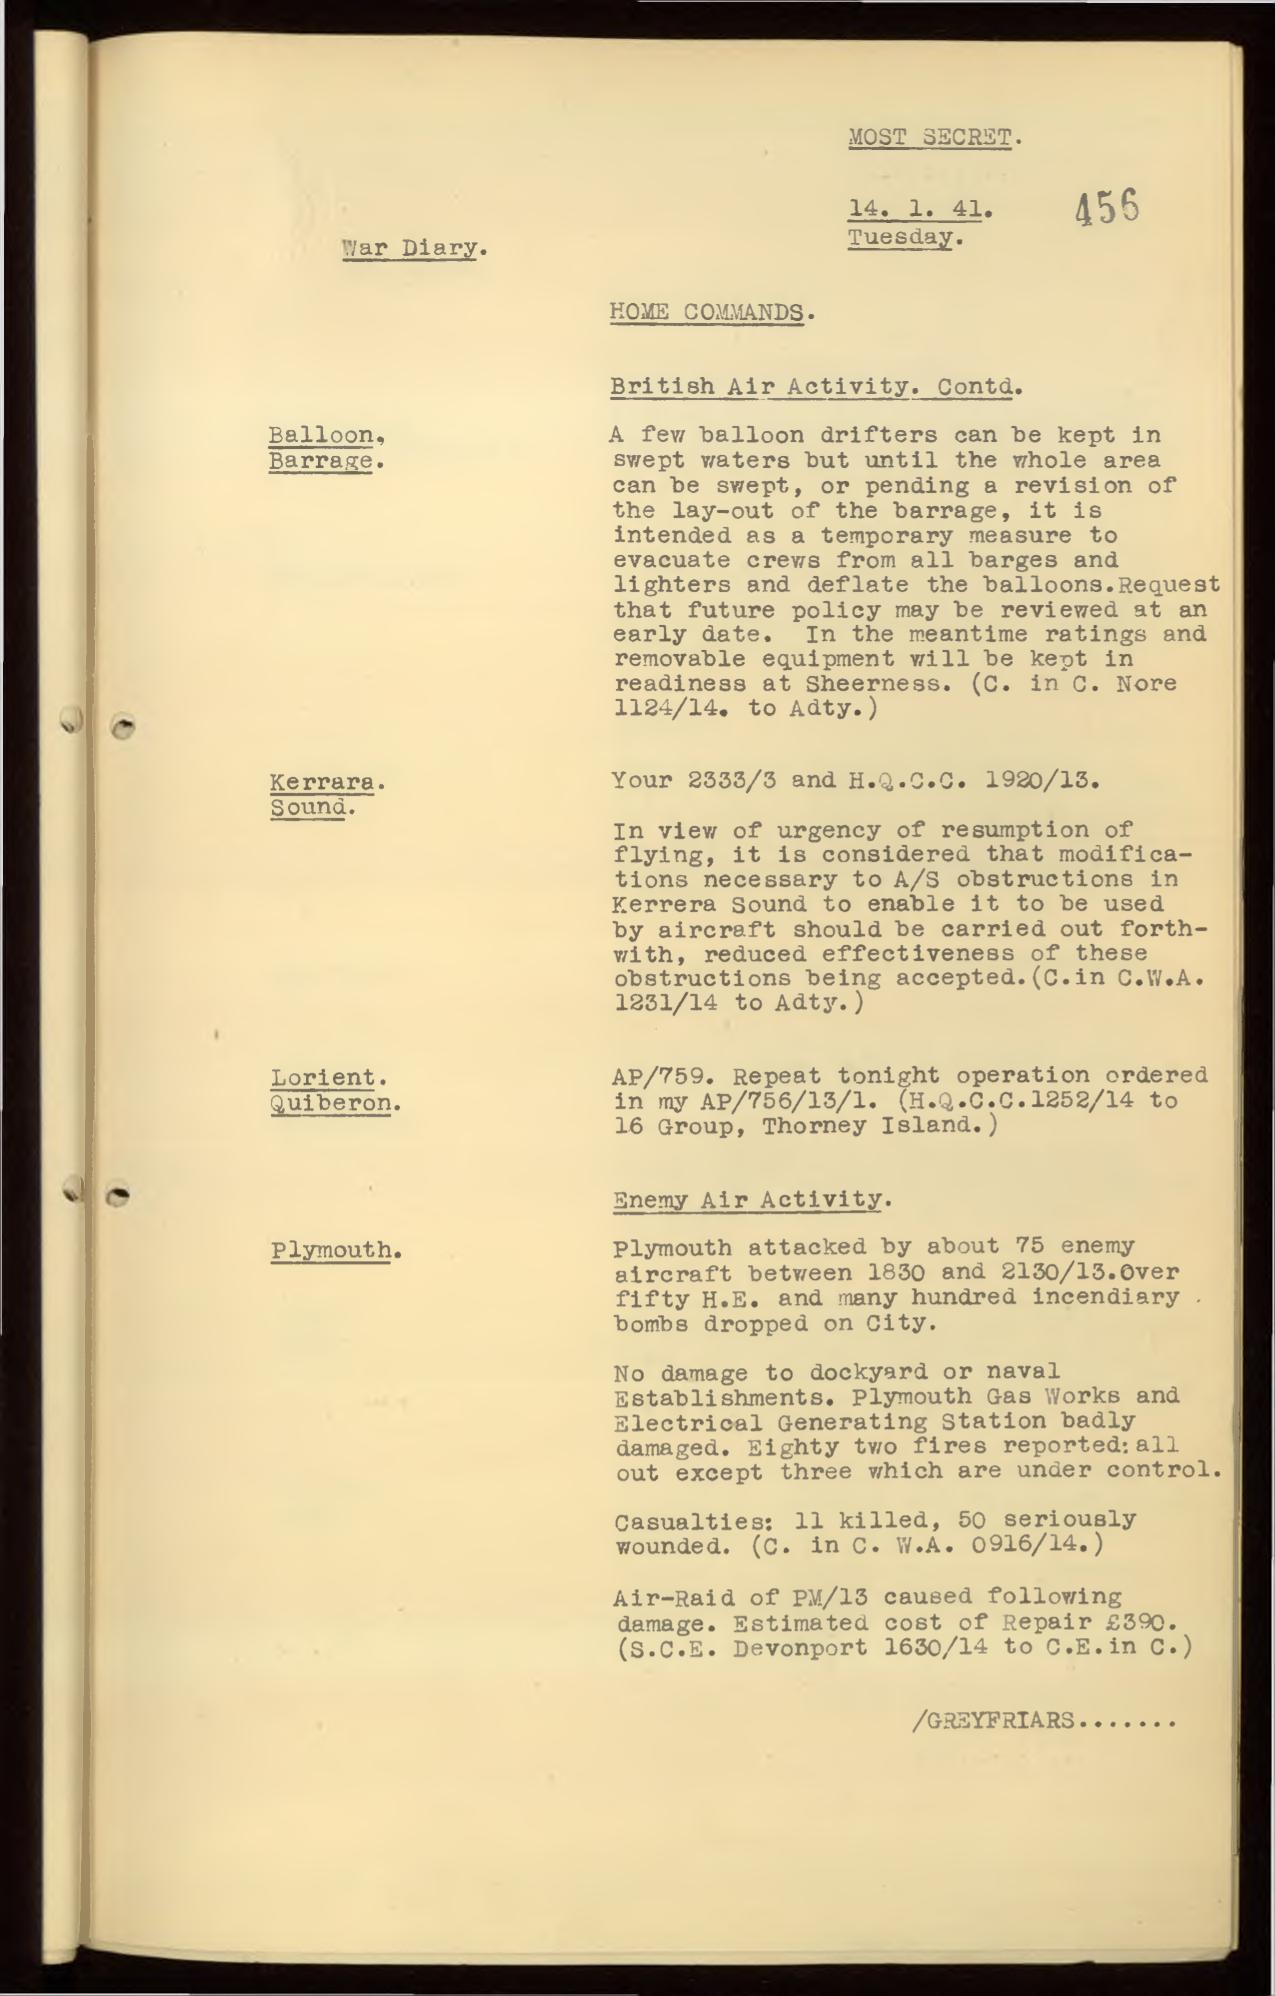 MOST SECRET.
14. 1. 41.
456
Tuesday.
War Diary.
HOME COMMANDS.
British Air Activity. Contd.
Balloon,
Barrage.
A few balloon drifters can be kept in
swept waters but until the whole area
can be swept, or pending a revision of
the lay-out of the barrage, it is
intended as a temporary measure to
evacuate crews from all barges and
lighters and deflate the balloons.Request
that future policy may be reviewed at an
early date. In the meantime ratings and
removable equipment will be kept in
readiness at Sheerness. (C. in C. Nore
1124/14. to Adty.)
Kerrara.
Sound.
Your 2333/3 and H.Q.C.C. 1920/13.
In view of urgency of resumption of
flying, it is considered that modifica-
tions necessary to A/S obstructions in
Kerrera Sound to enable it to be used
by aircraft should be carried out forth-
with, reduced effectiveness of these
obstructions being accepted.(C.in C.W.A.
1231/14 to Adty.)
Lorient.
Quiberon.
AP/759. Repeat tonight operation ordered
in my AP/756/13/1. (H.Q.C.C.1252/14 to
16 Group, Thorney Island.)
Enemy Air Activity.
Plymouth.
Plymouth attacked by about 75 enemy
aircraft between 1830 and 2130/13.Over
fifty H.E. and many hundred incendiary
bombs dropped on City.
No damage to dockyard or naval
Establishments. Plymouth Gas Works and
Electrical Generating Station badly
damaged. Eighty two fires reported: all
out except three which are under control.
Casualties: 11 killed, 50 seriously
wounded. (C. in C. W.A. 0916/14.)
Air-Raid of PM/13 caused following
damage. Estimated cost of Repair £390.
(S.C.E. Devonport 1630/14 to C.E.in C.)
/GREYFRIARS.......